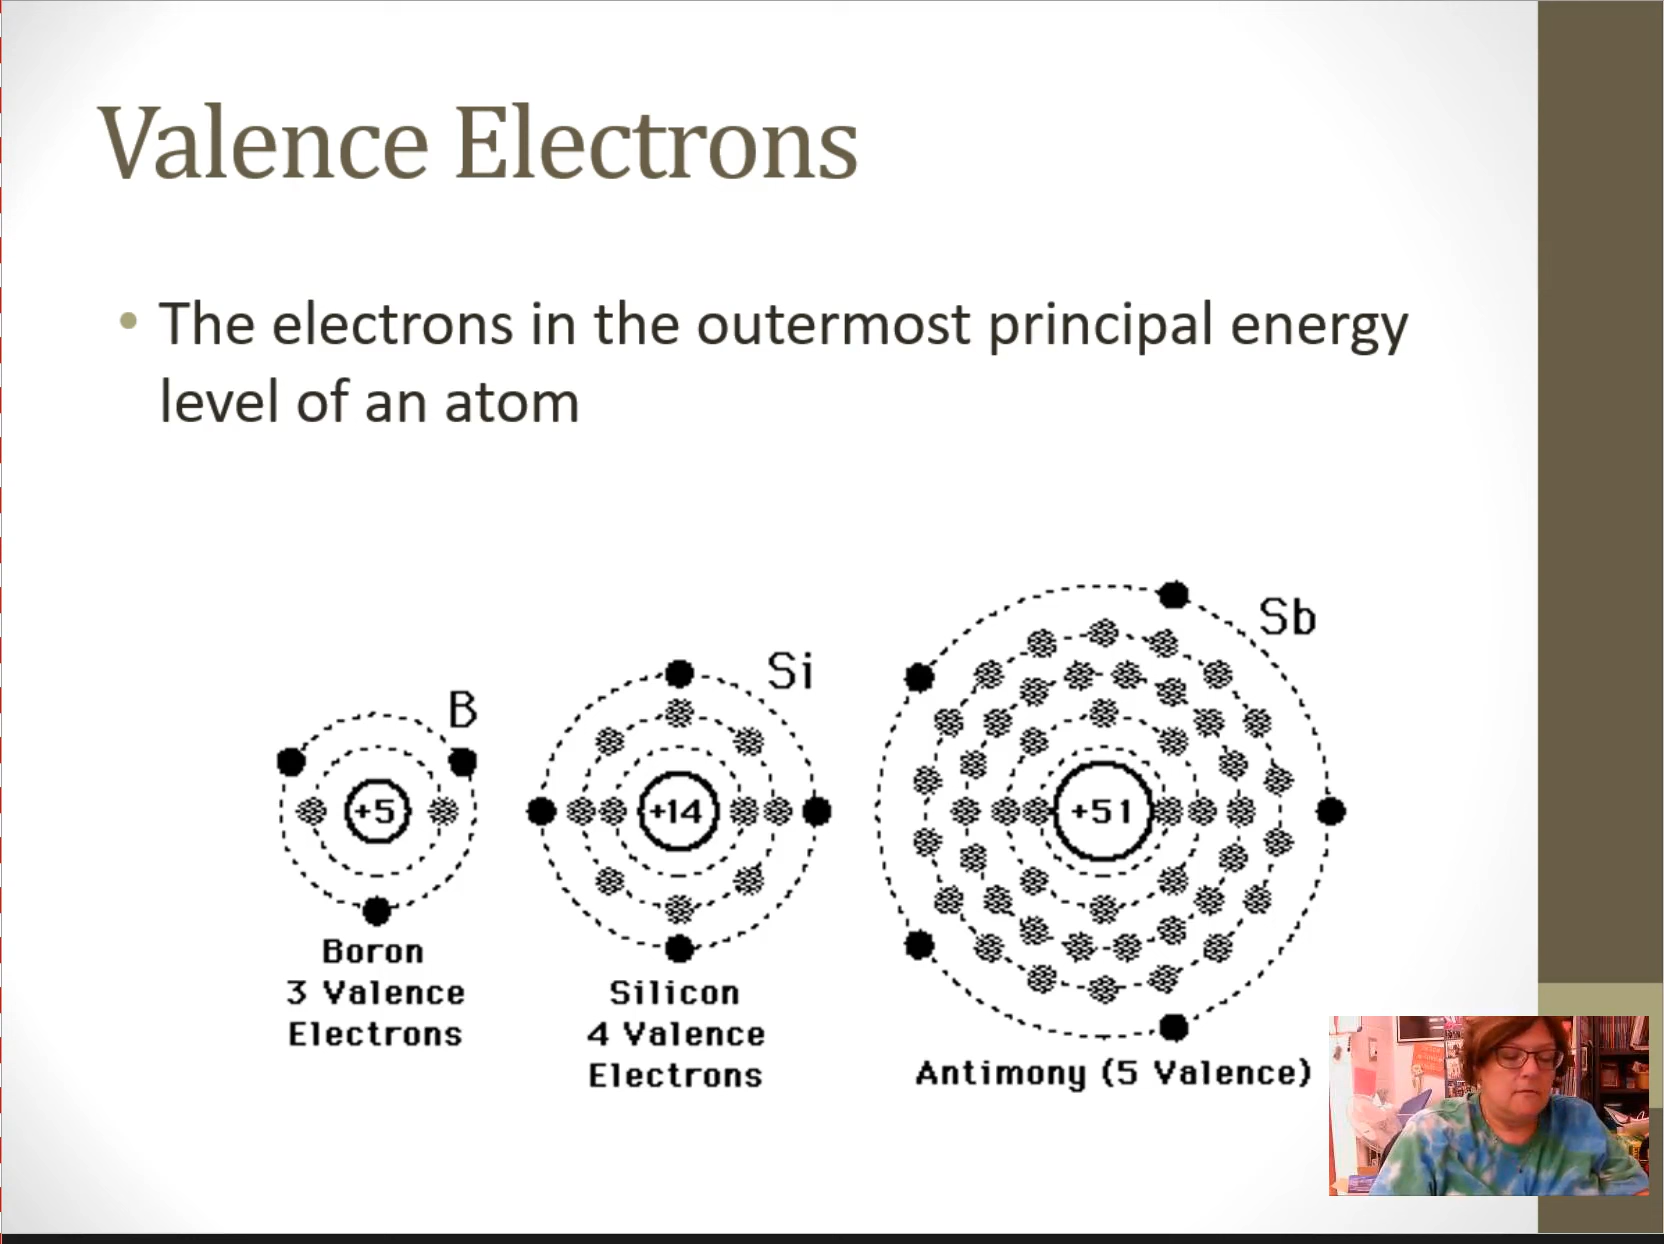 Valence Electrons
• The electrons in the outermost principal energy
level of an atom
B
+5
Boron
3 Valence
Electrons
Si
+14
Silicon
4 Valence
Electrons
Sb
+51
Antimony (5 Valence)